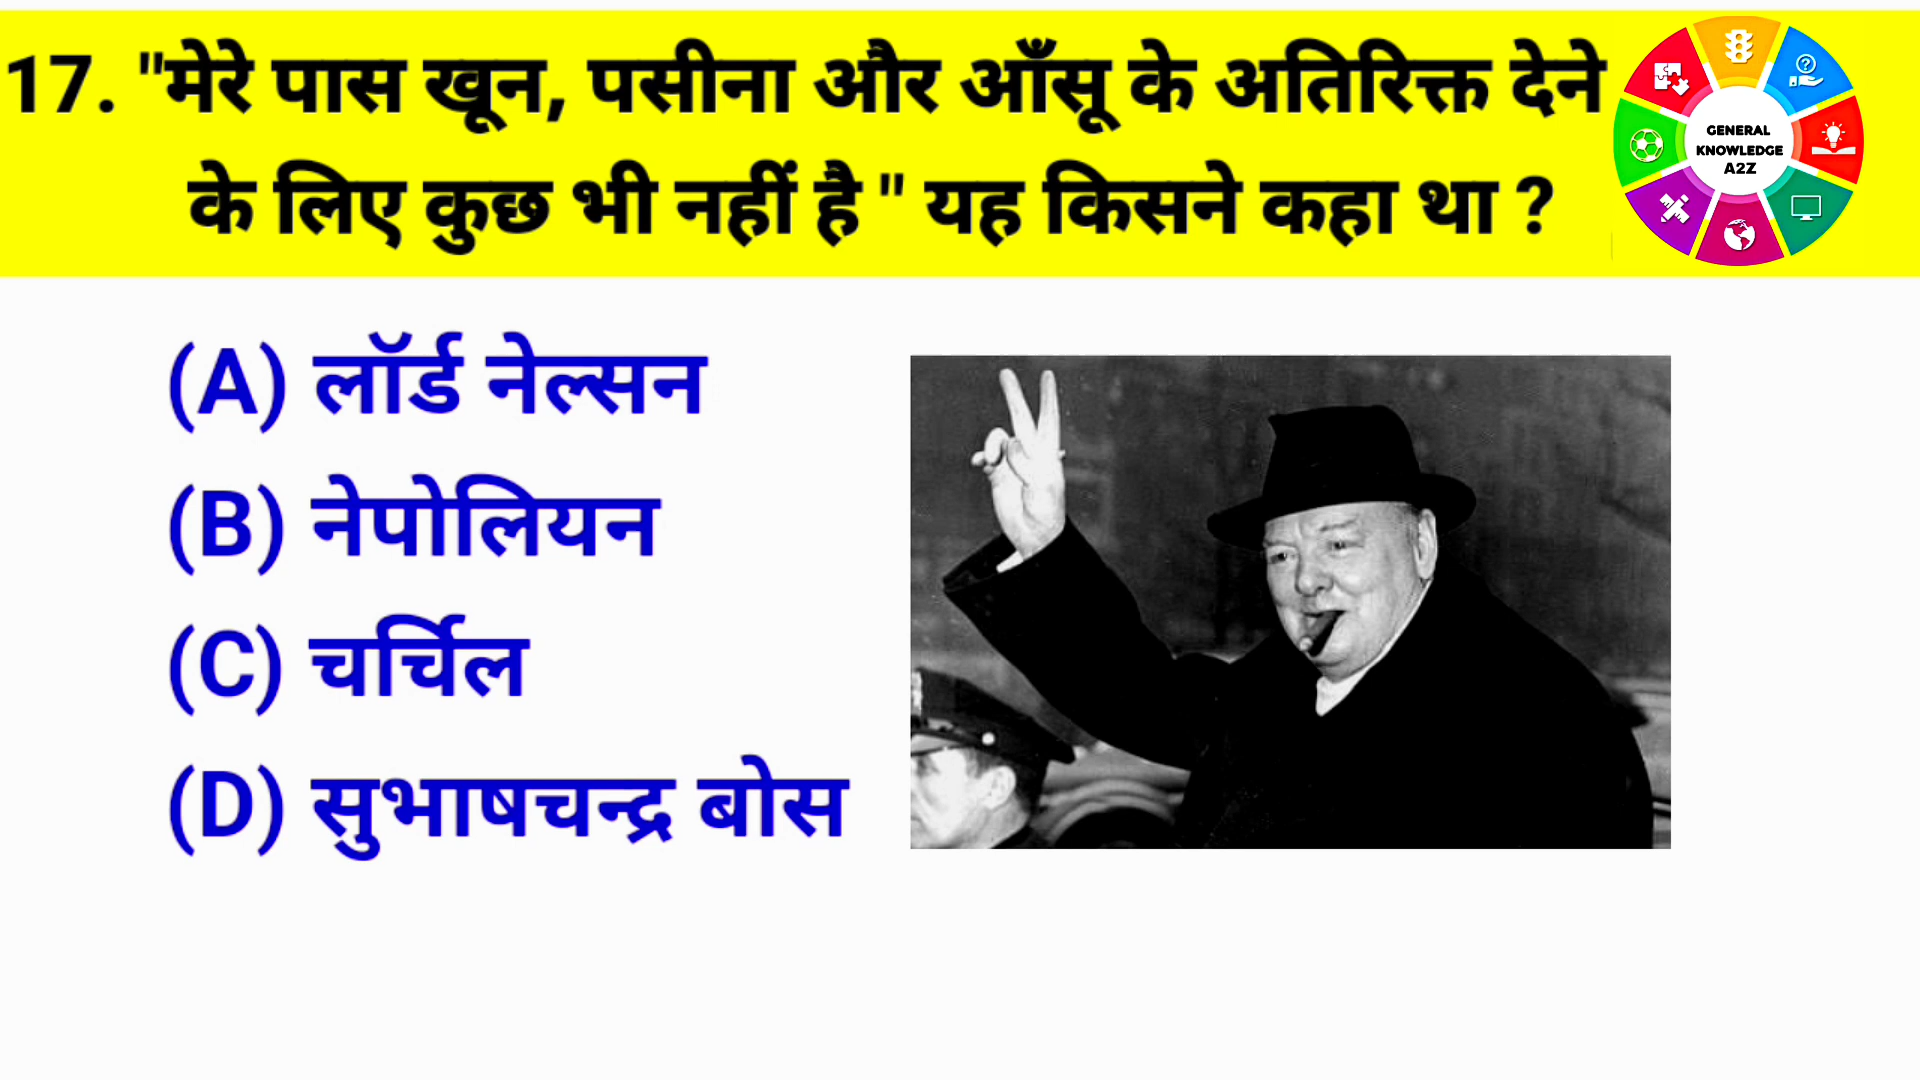 17. "मेरे पास खून, पसीना और आँसू के अतिरिक्त देने
के लिए कुछ भी नहीं है " यह किसने कहा था ?
GENERAL
KNOWLEDGE
A2Z
(A) लॉर्ड नेल्सन
(B) नेपोलियन
(C) चर्चिल
(D) सुभाषचन्द्र बोस